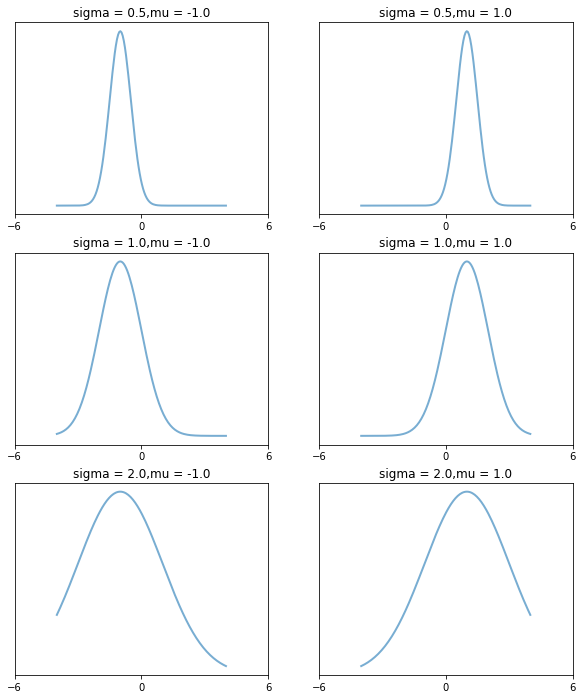 sigma = 0.5,mu = -1.0
sigma = 0.5,mu = 1.0
−6 0 6
−6 0 6
sigma = 1.0,mu = -1.0
sigma = 1.0,mu = 1.0
−6 0 6
−6 0 6
sigma = 2.0,mu = -1.0
sigma = 2.0,mu = 1.0
−6 0 6
−6 0 6